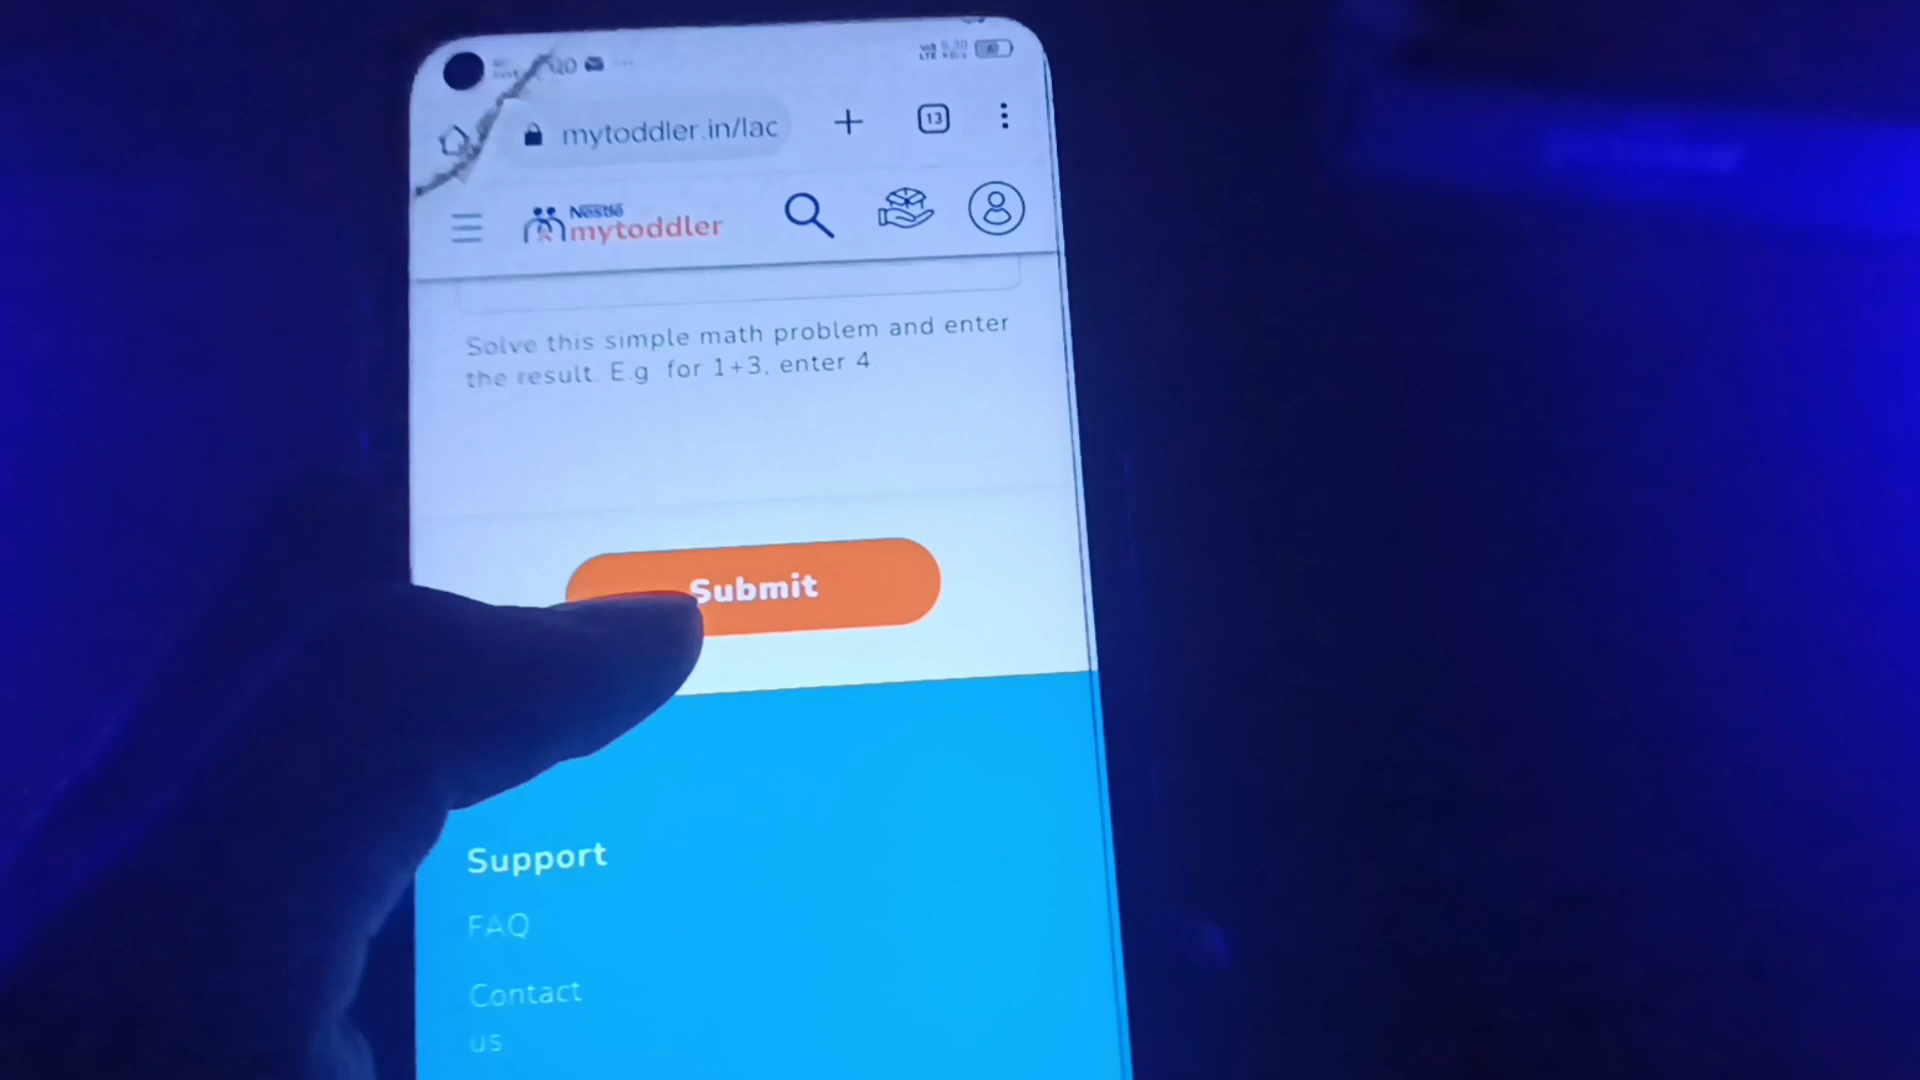 mytoddler.in/lac
13
Nestlé
mytoddler
Solve this simple math problem and enter
the result. E.g. for 1+3, enter 4.
Submit
Support
FAQ
Contact
us